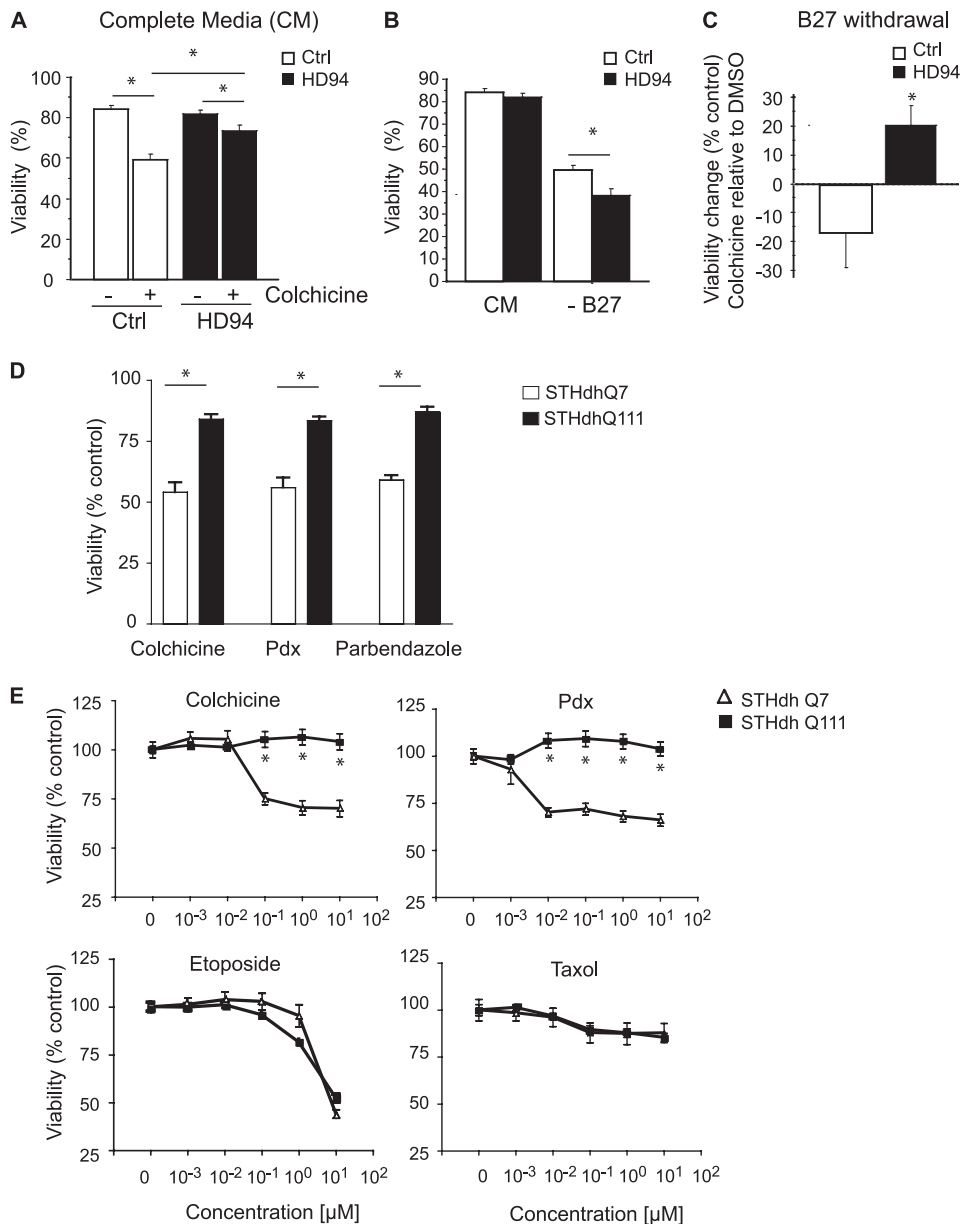 A Complete Media (CM)
Ctrl
HD94
Viability (%)
100
80
60
40
20
0
*
*
*
- + - + Colchicine
Ctrl HD94
B
Ctrl
HD94
Viability (%)
90
80
70
60
50
40
30
20
10
0
*
CM - B27
C B27 withdrawal
Ctrl
HD94
Viability change (% control)
Colchicine relative to DMSO
30
20
10
0
-10
-20
-30
*
D
Viability (% control)
100
75
50
25
0
* * *
Colchicine Pdx Parbendazole
STHdhQ7
STHdhQ111
E
Colchicine
Viability (% control)
125
100
75
50
25
* * *
0 10⁻³ 10⁻² 10⁻¹ 10⁰ 10¹ 10²
Pdx
Viability (% control)
125
100
75
50
25
* * * *
0 10⁻³ 10⁻² 10⁻¹ 10⁰ 10¹ 10²
STHdh Q7
STHdh Q111
Etoposide
Viability (% control)
125
100
75
50
25
0 10⁻³ 10⁻² 10⁻¹ 10⁰ 10¹ 10²
Concentration [µM]
Taxol
125
100
75
50
25
0 10⁻³ 10⁻² 10⁻¹ 10⁰ 10¹ 10²
Concentration [µM]